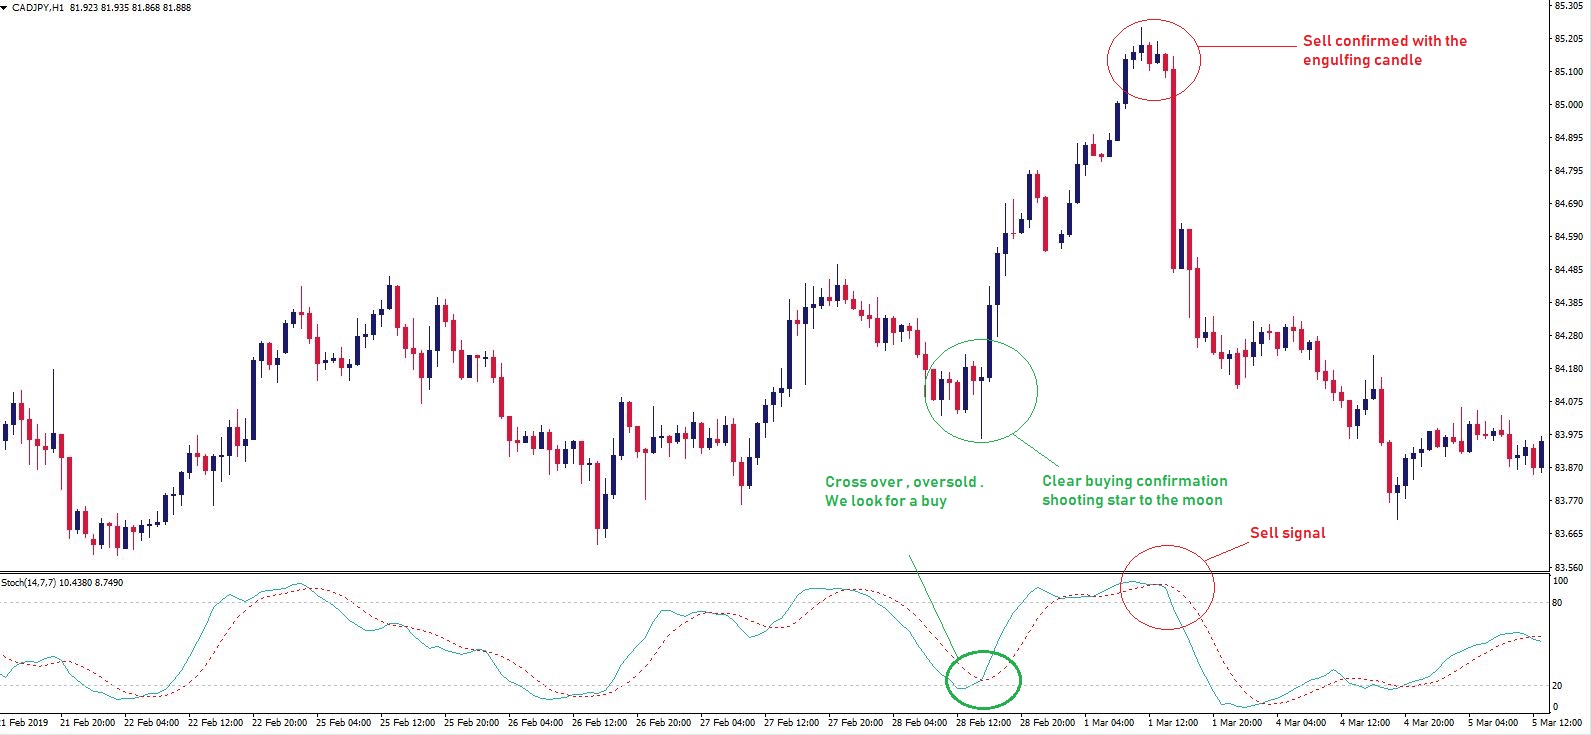 CADJPY,H1 81.923 81.935 81.868 81.888
85.305
85.205
85.100
85.000
84.895
84.795
84.690
84.590
84.485
84.385
84.280
84.180
84.075
83.975
83.870
83.770
83.665
83.560
Sell confirmed with the
engulfing candle
Cross over , oversold .
We look for a buy
Clear buying confirmation
shooting star to the moon
Sell signal
Stoch(14,7,7) 10.4380 8.7490
100
80
20
0
21 Feb 2019
21 Feb 20:00
22 Feb 04:00
22 Feb 12:00
22 Feb 20:00
25 Feb 04:00
25 Feb 12:00
25 Feb 20:00
26 Feb 04:00
26 Feb 12:00
26 Feb 20:00
27 Feb 04:00
27 Feb 12:00
27 Feb 20:00
28 Feb 04:00
28 Feb 12:00
28 Feb 20:00
1 Mar 04:00
1 Mar 12:00
1 Mar 20:00
4 Mar 04:00
4 Mar 12:00
4 Mar 20:00
5 Mar 04:00
5 Mar 12:00